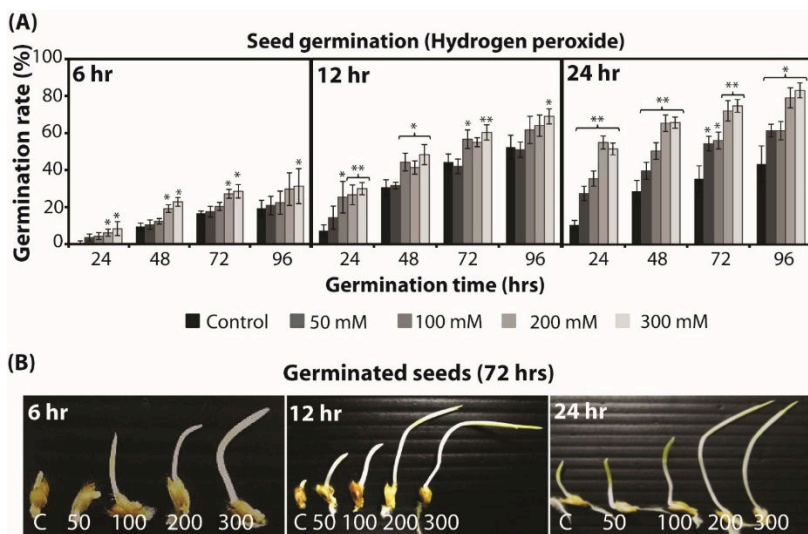 (A)
Seed germination (Hydrogen peroxide)
Germination rate (%)
100
80
60
40
20
0
6 hr
12 hr
24 hr
* * * * * * *
* ** * * ** *
** ** * * ** *
24 48 72 96 24 48 72 96 24 48 72 96
Germination time (hrs)
Control 50 mM 100 mM 200 mM 300 mM
(B)
Germinated seeds (72 hrs)
6 hr
12 hr
24 hr
C 50 100 200 300
C 50 100 200 300
C 50 100 200 300